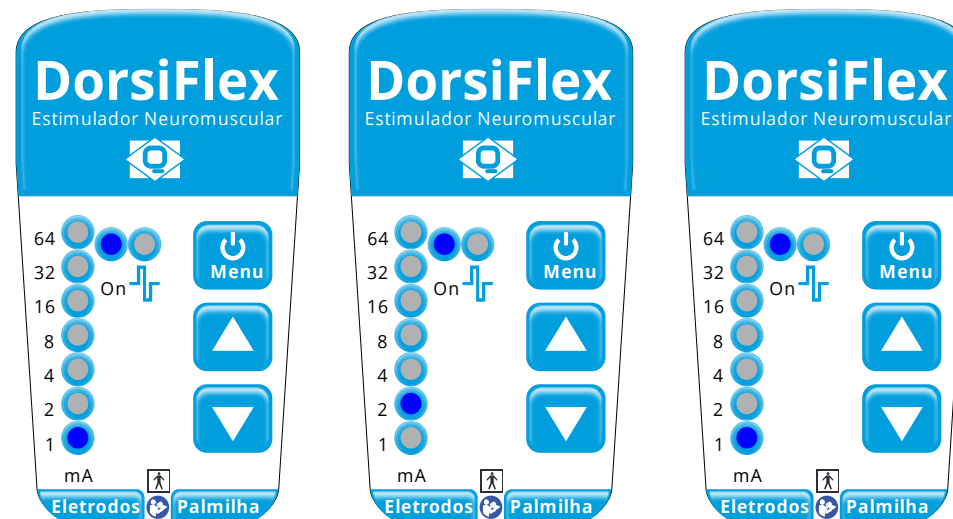 DorsiFlex
Estimulador Neuromuscular
Q
64
32
16
8
4
2
1
mA
On
Menu
Eletrodos
Palmilha
DorsiFlex
Estimulador Neuromuscular
Q
64
32
16
8
4
2
1
mA
On
Menu
Eletrodos
Palmilha
DorsiFlex
Estimulador Neuromuscular
Q
64
32
16
8
4
2
1
mA
On
Menu
Eletrodos
Palmilha